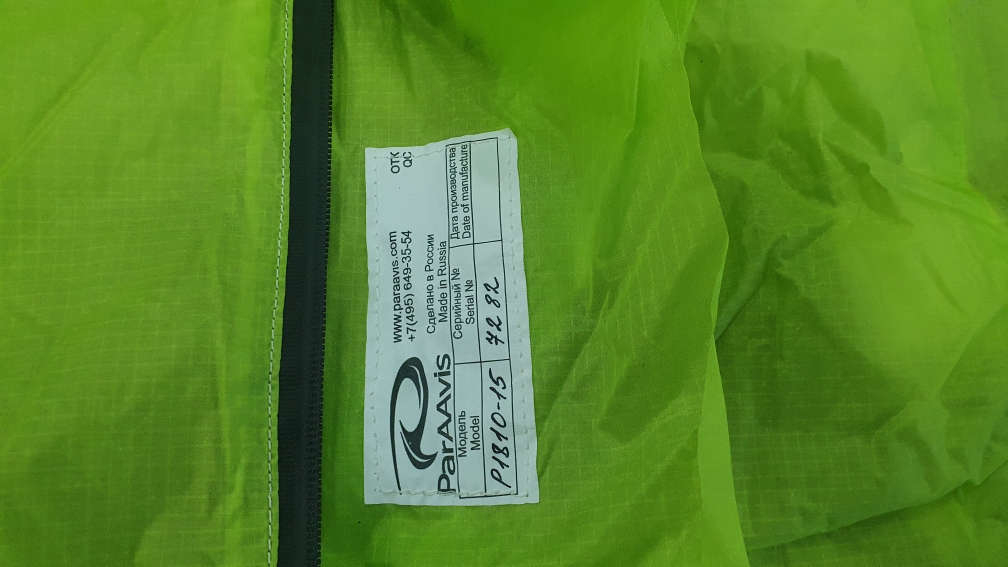 www.paraavis.com
+7(495) 649-35-54
ОТК
QC
ParAAvis
Сделано в России
Made in Russia
Модель
Model
Серийный №
Serial №
Дата производства
Date of manufacture
P1810-15
7282